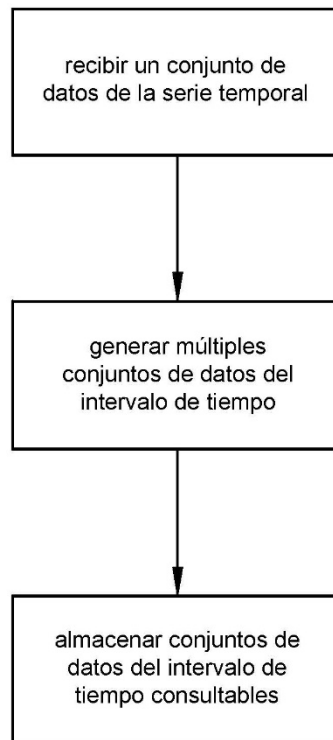 recibir un conjunto de
datos de la serie temporal
generar múltiples
conjuntos de datos del
intervalo de tiempo
almacenar conjuntos de
datos del intervalo de
tiempo consultables